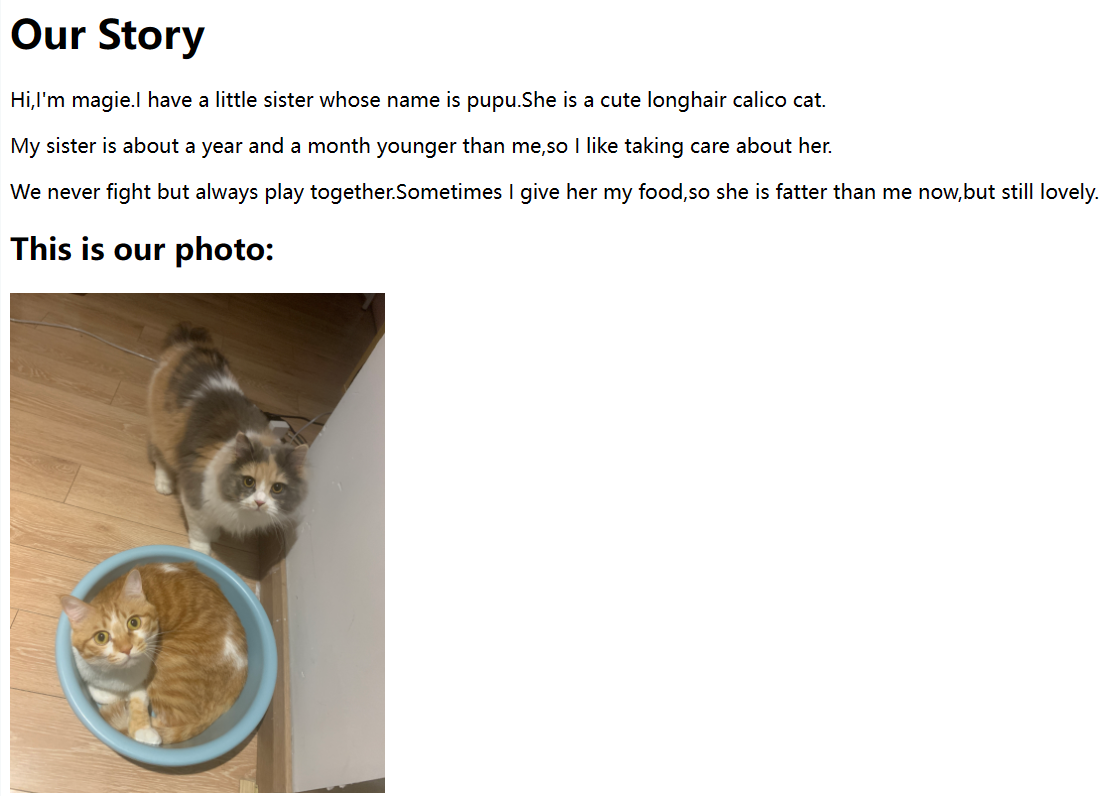 Our Story
Hi,I'm magie.I have a little sister whose name is pupu.She is a cute longhair calico cat.
My sister is about a year and a month younger than me,so I like taking care about her.
We never fight but always play together.Sometimes I give her my food,so she is fatter than me now,but still lovely.
This is our photo: